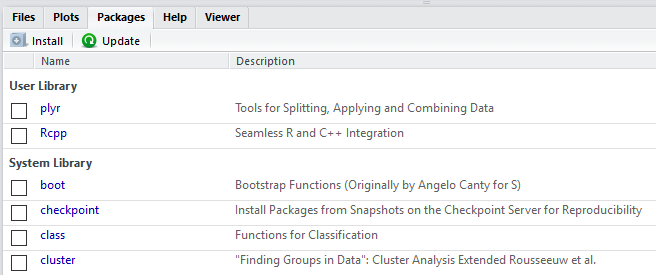 Files Plots Packages Help Viewer
Install Update
Name Description
User Library
plyr Tools for Splitting, Applying and Combining Data
Rcpp Seamless R and C++ Integration
System Library
boot Bootstrap Functions (Originally by Angelo Canty for S)
checkpoint Install Packages from Snapshots on the Checkpoint Server for Reproducibility
class Functions for Classification
cluster "Finding Groups in Data": Cluster Analysis Extended Rousseeuw et al.